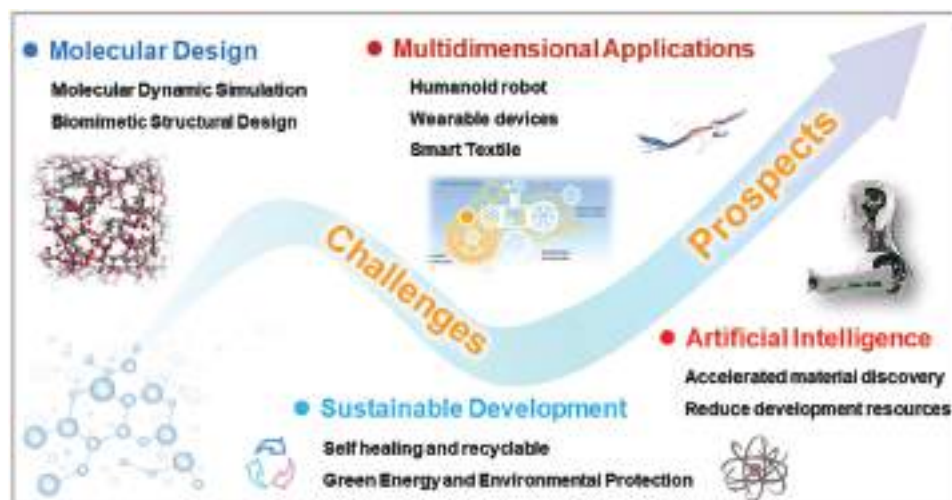 Molecular Design
Molecular Dynamic Simulation
Biomimetic Structural Design
Multidimensional Applications
Humanoid robot
Wearable devices
Smart Textile
Challenges
Prospects
Artificial Intelligence
Accelerated material discovery
Reduce development resources
Sustainable Development
Self healing and recyclable
Green Energy and Environmental Protection